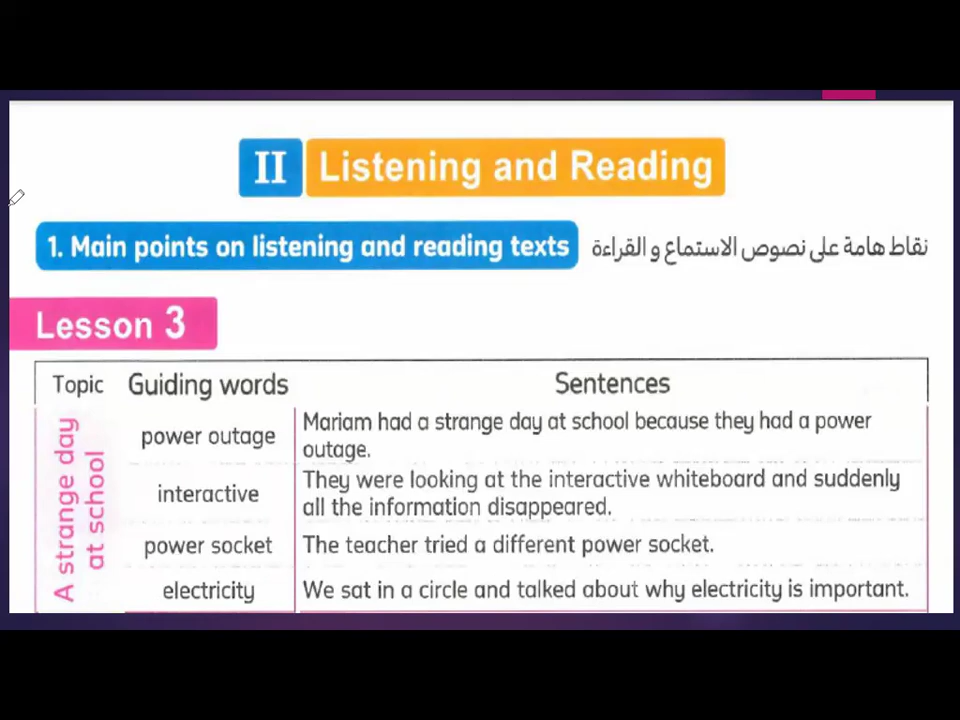 II Listening and Reading
1. Main points on listening and reading texts نقاط هامة على نصوص الاستماع و القراءة
Lesson 3
Topic Guiding words Sentences
A strange day
at school
power outage
Mariam had a strange day at school because they had a power
outage.
interactive
They were looking at the interactive whiteboard and suddenly
all the information disappeared.
power socket The teacher tried a different power socket.
electricity We sat in a circle and talked about why electricity is important.